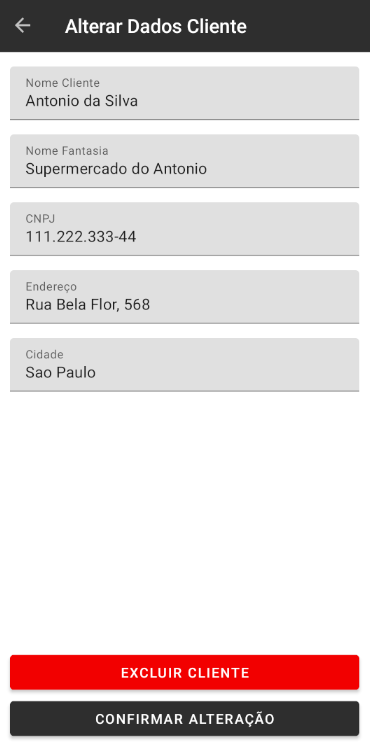 Alterar Dados Cliente
Nome Cliente
Antonio da Silva
Nome Fantasia
Supermercado do Antonio
CNPJ
111.222.333-44
Endereço
Rua Bela Flor, 568
Cidade
Sao Paulo
EXCLUIR CLIENTE
CONFIRMAR ALTERAÇÃO